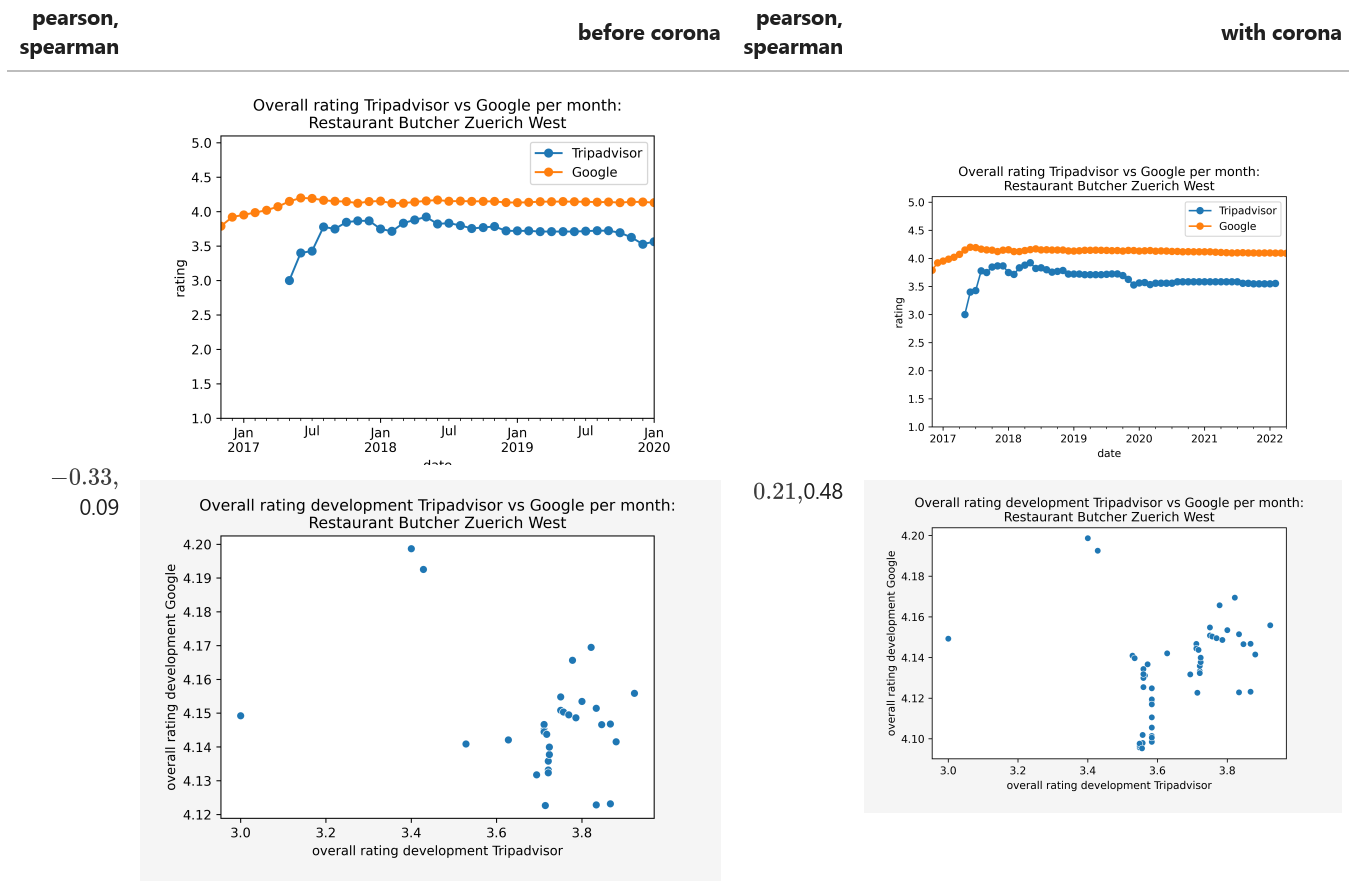 pearson,
spearman
before corona
pearson,
spearman
with corona
Overall rating Tripadvisor vs Google per month:
Restaurant Butcher Zuerich West
Tripadvisor
Google
rating
5.0
4.5
4.0
3.5
3.0
2.5
2.0
1.5
1.0
Jan
2017
Jul
Jan
2018
Jul
Jan
2019
Jul
Jan
2020
date
Overall rating Tripadvisor vs Google per month:
Restaurant Butcher Zuerich West
Tripadvisor
Google
rating
5.0
4.5
4.0
3.5
3.0
2.5
2.0
1.5
1.0
2017 2018 2019 2020 2021 2022
date
−0.33,
0.09
Overall rating development Tripadvisor vs Google per month:
Restaurant Butcher Zuerich West
overall rating development Google
4.20
4.19
4.18
4.17
4.16
4.15
4.14
4.13
4.12
3.0 3.2 3.4 3.6 3.8
overall rating development Tripadvisor
0.21,0.48
Overall rating development Tripadvisor vs Google per month:
Restaurant Butcher Zuerich West
overall rating development Google
4.20
4.18
4.16
4.14
4.12
4.10
3.0 3.2 3.4 3.6 3.8
overall rating development Tripadvisor